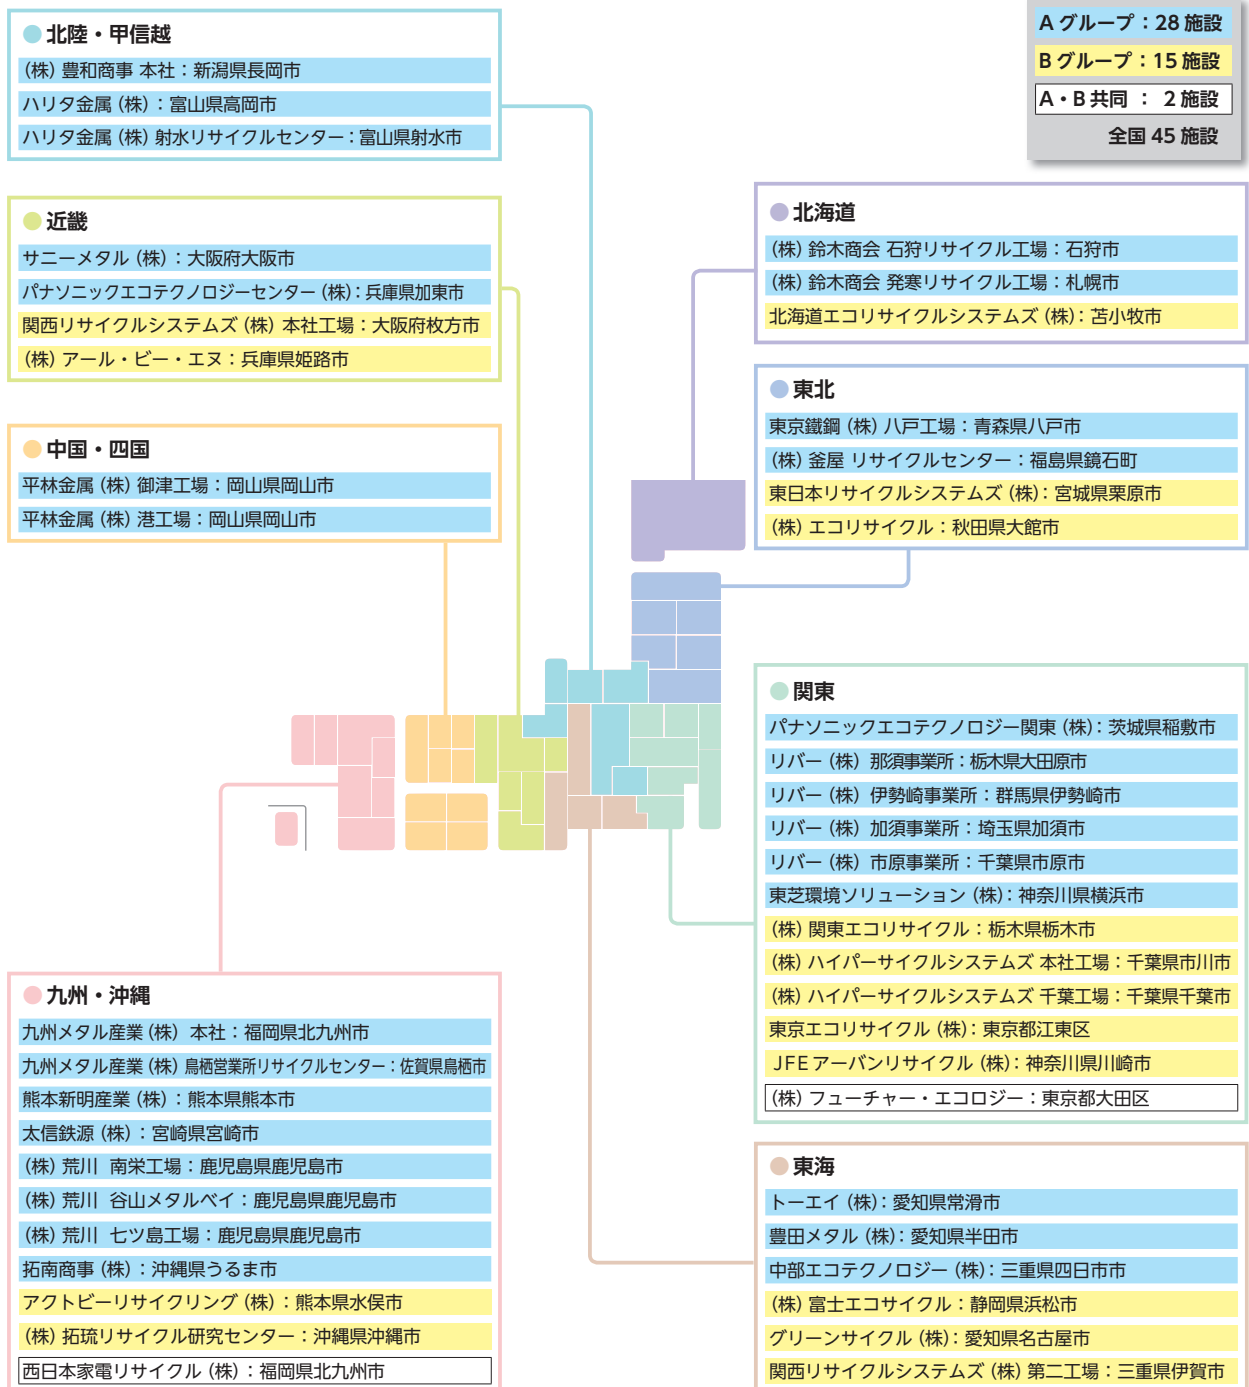 Aグループ：28施設
Bグループ：15施設
A・B共同 ： 2施設
全国 45施設
北陸・甲信越
(株) 豊和商事 本社：新潟県長岡市
ハリタ金属 (株)：富山県高岡市
ハリタ金属 (株) 射水リサイクルセンター：富山県射水市
近畿
サニーメタル (株)：大阪府大阪市
パナソニックエコテクノロジーセンター (株)：兵庫県加東市
関西リサイクルシステムズ (株) 本社工場：大阪府枚方市
(株) アール・ビー・エヌ：兵庫県姫路市
中国・四国
平林金属 (株) 御津工場：岡山県岡山市
平林金属 (株) 港工場：岡山県岡山市
九州・沖縄
九州メタル産業 (株) 本社：福岡県北九州市
九州メタル産業 (株) 鳥栖営業所リサイクルセンター：佐賀県鳥栖市
熊本新明産業 (株)：熊本県熊本市
太信鉄源 (株)：宮崎県宮崎市
(株) 荒川 南栄工場：鹿児島県鹿児島市
(株) 荒川 谷山メタルベイ：鹿児島県鹿児島市
(株) 荒川 七ツ島工場：鹿児島県鹿児島市
拓南商事 (株)：沖縄県うるま市
アクトビーリサイクリング (株)：熊本県水俣市
(株) 拓琉リサイクル研究センター：沖縄県沖縄市
西日本家電リサイクル (株)：福岡県北九州市
北海道
(株) 鈴木商会 石狩リサイクル工場：石狩市
(株) 鈴木商会 発寒リサイクル工場：札幌市
北海道エコリサイクルシステムズ (株)：苫小牧市
東北
東京鐵鋼 (株) 八戸工場：青森県八戸市
(株) 釜屋 リサイクルセンター：福島県鏡石町
東日本リサイクルシステムズ (株)：宮城県栗原市
(株) エコリサイクル：秋田県大館市
関東
パナソニックエコテクノロジー関東 (株)：茨城県稲敷市
リバー (株) 那須事業所：栃木県大田原市
リバー (株) 伊勢崎事業所：群馬県伊勢崎市
リバー (株) 加須事業所：埼玉県加須市
リバー (株) 市原事業所：千葉県市原市
東芝環境ソリューション (株)：神奈川県横浜市
(株) 関東エコリサイクル：栃木県栃木市
(株) ハイパーサイクルシステムズ 本社工場：千葉県市川市
(株) ハイパーサイクルシステムズ 千葉工場：千葉県千葉市
東京エコリサイクル (株)：東京都江東区
JFEアーバンリサイクル (株)：神奈川県川崎市
(株) フューチャー・エコロジー：東京都大田区
東海
トーエイ (株)：愛知県常滑市
豊田メタル (株)：愛知県半田市
中部エコテクノロジー (株)：三重県四日市市
(株) 富士エコサイクル：静岡県浜松市
グリーンサイクル (株)：愛知県名古屋市
関西リサイクルシステムズ (株) 第二工場：三重県伊賀市